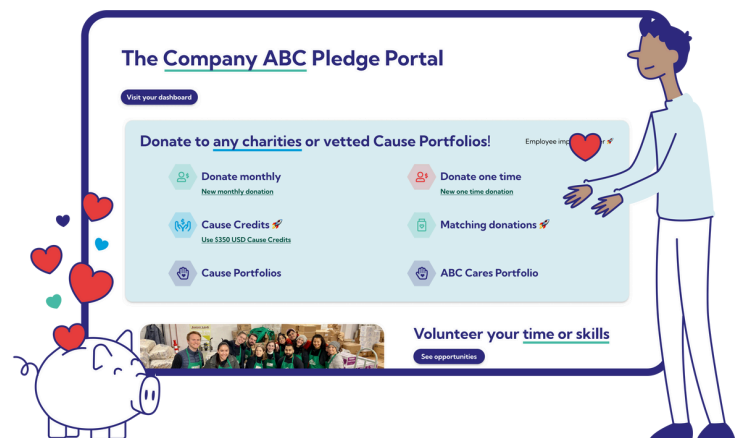 The Company ABC Pledge Portal
Visit your dashboard
Donate to any charities or vetted Cause Portfolios!
Employee
Donate monthly
New monthly donation
Donate one time
New one time donation
Cause Credits 🚀
Use $350 USD Cause Credits
Matching donations 🚀
Cause Portfolios
ABC Cares Portfolio
Volunteer your time or skills
See opportunities